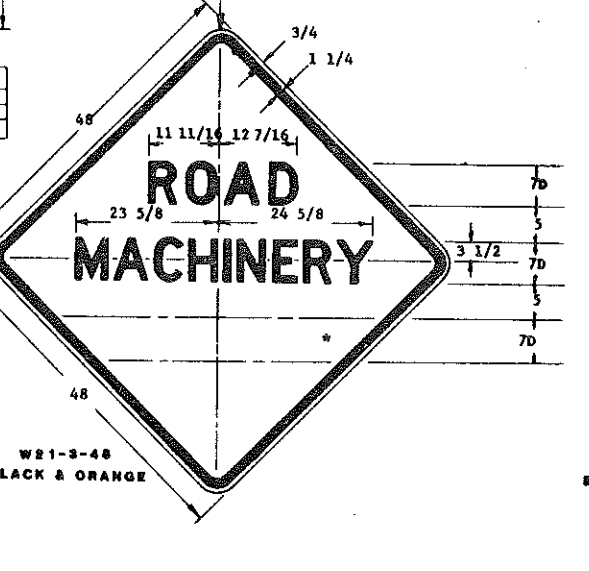 3/4
1 1/4
48
11 11/16 12 7/16
ROAD
7D
23 5/8 24 5/8
5
MACHINERY
3 1/2
7D
5
*
7D
48
W21-3-48
LACK & ORANGE